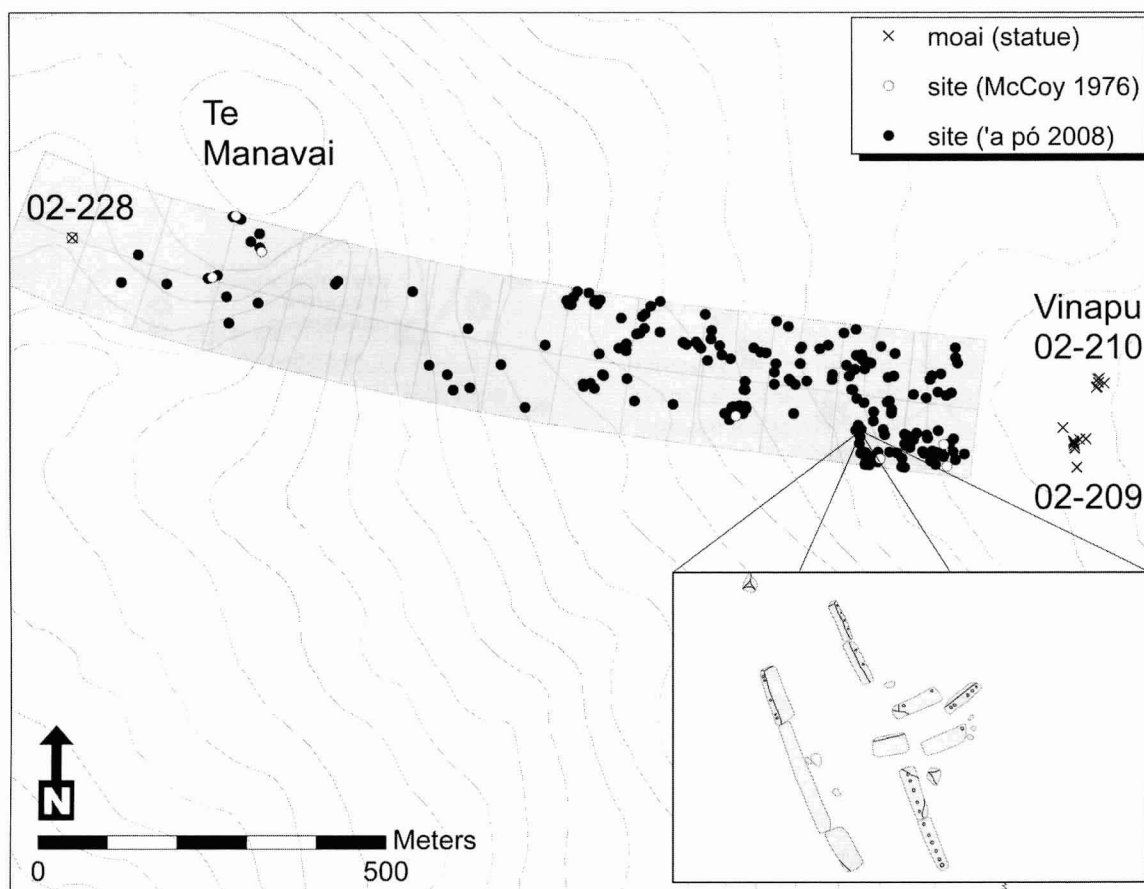 moai (statue)
site (McCoy 1976)
site ('a pó 2008)
Te
Manavai
02-228
Vinapu
02-210
02-209
N
Meters
0 500